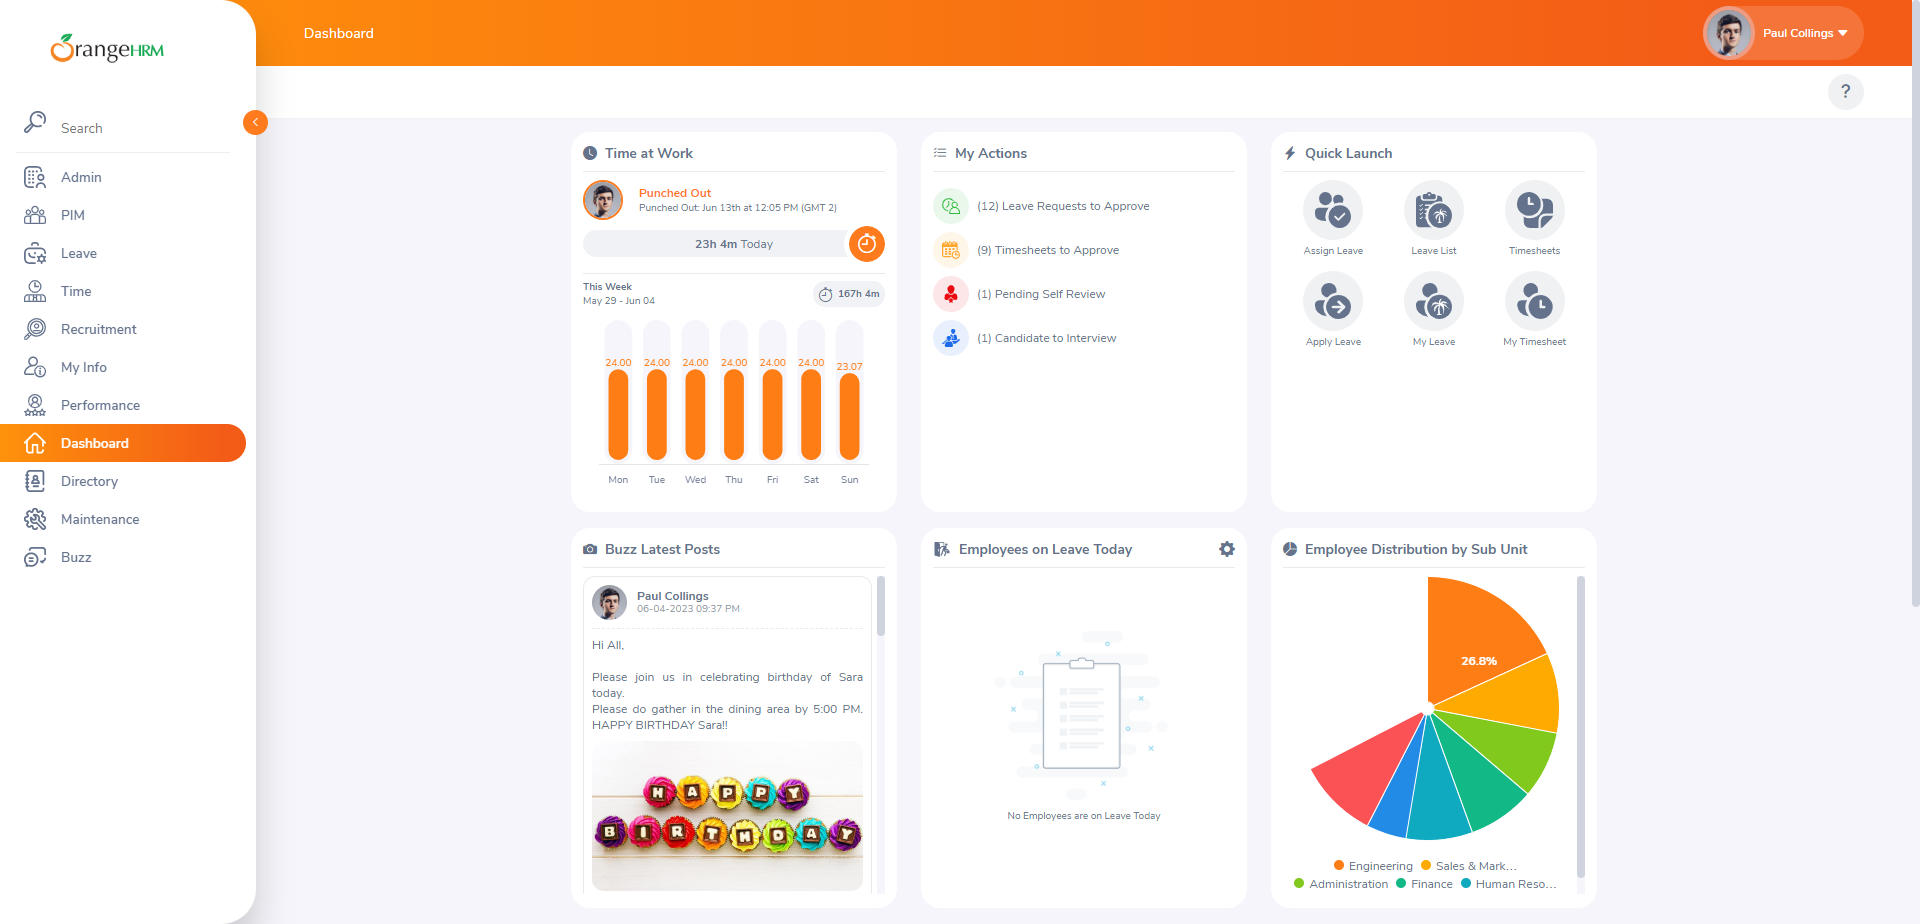 OrangeHRM
Dashboard
Paul Collings
?
Search
Admin
PIM
Leave
Time
Recruitment
My Info
Performance
Dashboard
Directory
Maintenance
Buzz
Time at Work
Punched Out
Punched Out: Jun 13th at 12:05 PM (GMT 2)
23h 4m Today
This Week
May 29 - Jun 04
167h 4m
24.00 24.00 24.00 24.00 24.00 24.00 23.07
Mon Tue Wed Thu Fri Sat Sun
My Actions
(12) Leave Requests to Approve
(9) Timesheets to Approve
(1) Pending Self Review
(1) Candidate to Interview
Quick Launch
Assign Leave Leave List Timesheets
Apply Leave My Leave My Timesheet
Buzz Latest Posts
Paul Collings
06-04-2023 09:37 PM
Hi All,
Please join us in celebrating birthday of Sara
today.
Please do gather in the dining area by 5:00 PM.
HAPPY BIRTHDAY Sara!!
HAPPY
BIRTHDAY
Employees on Leave Today
No Employees are on Leave Today
Employee Distribution by Sub Unit
26.8%
Engineering Sales & Mark...
Administration Finance Human Reso...